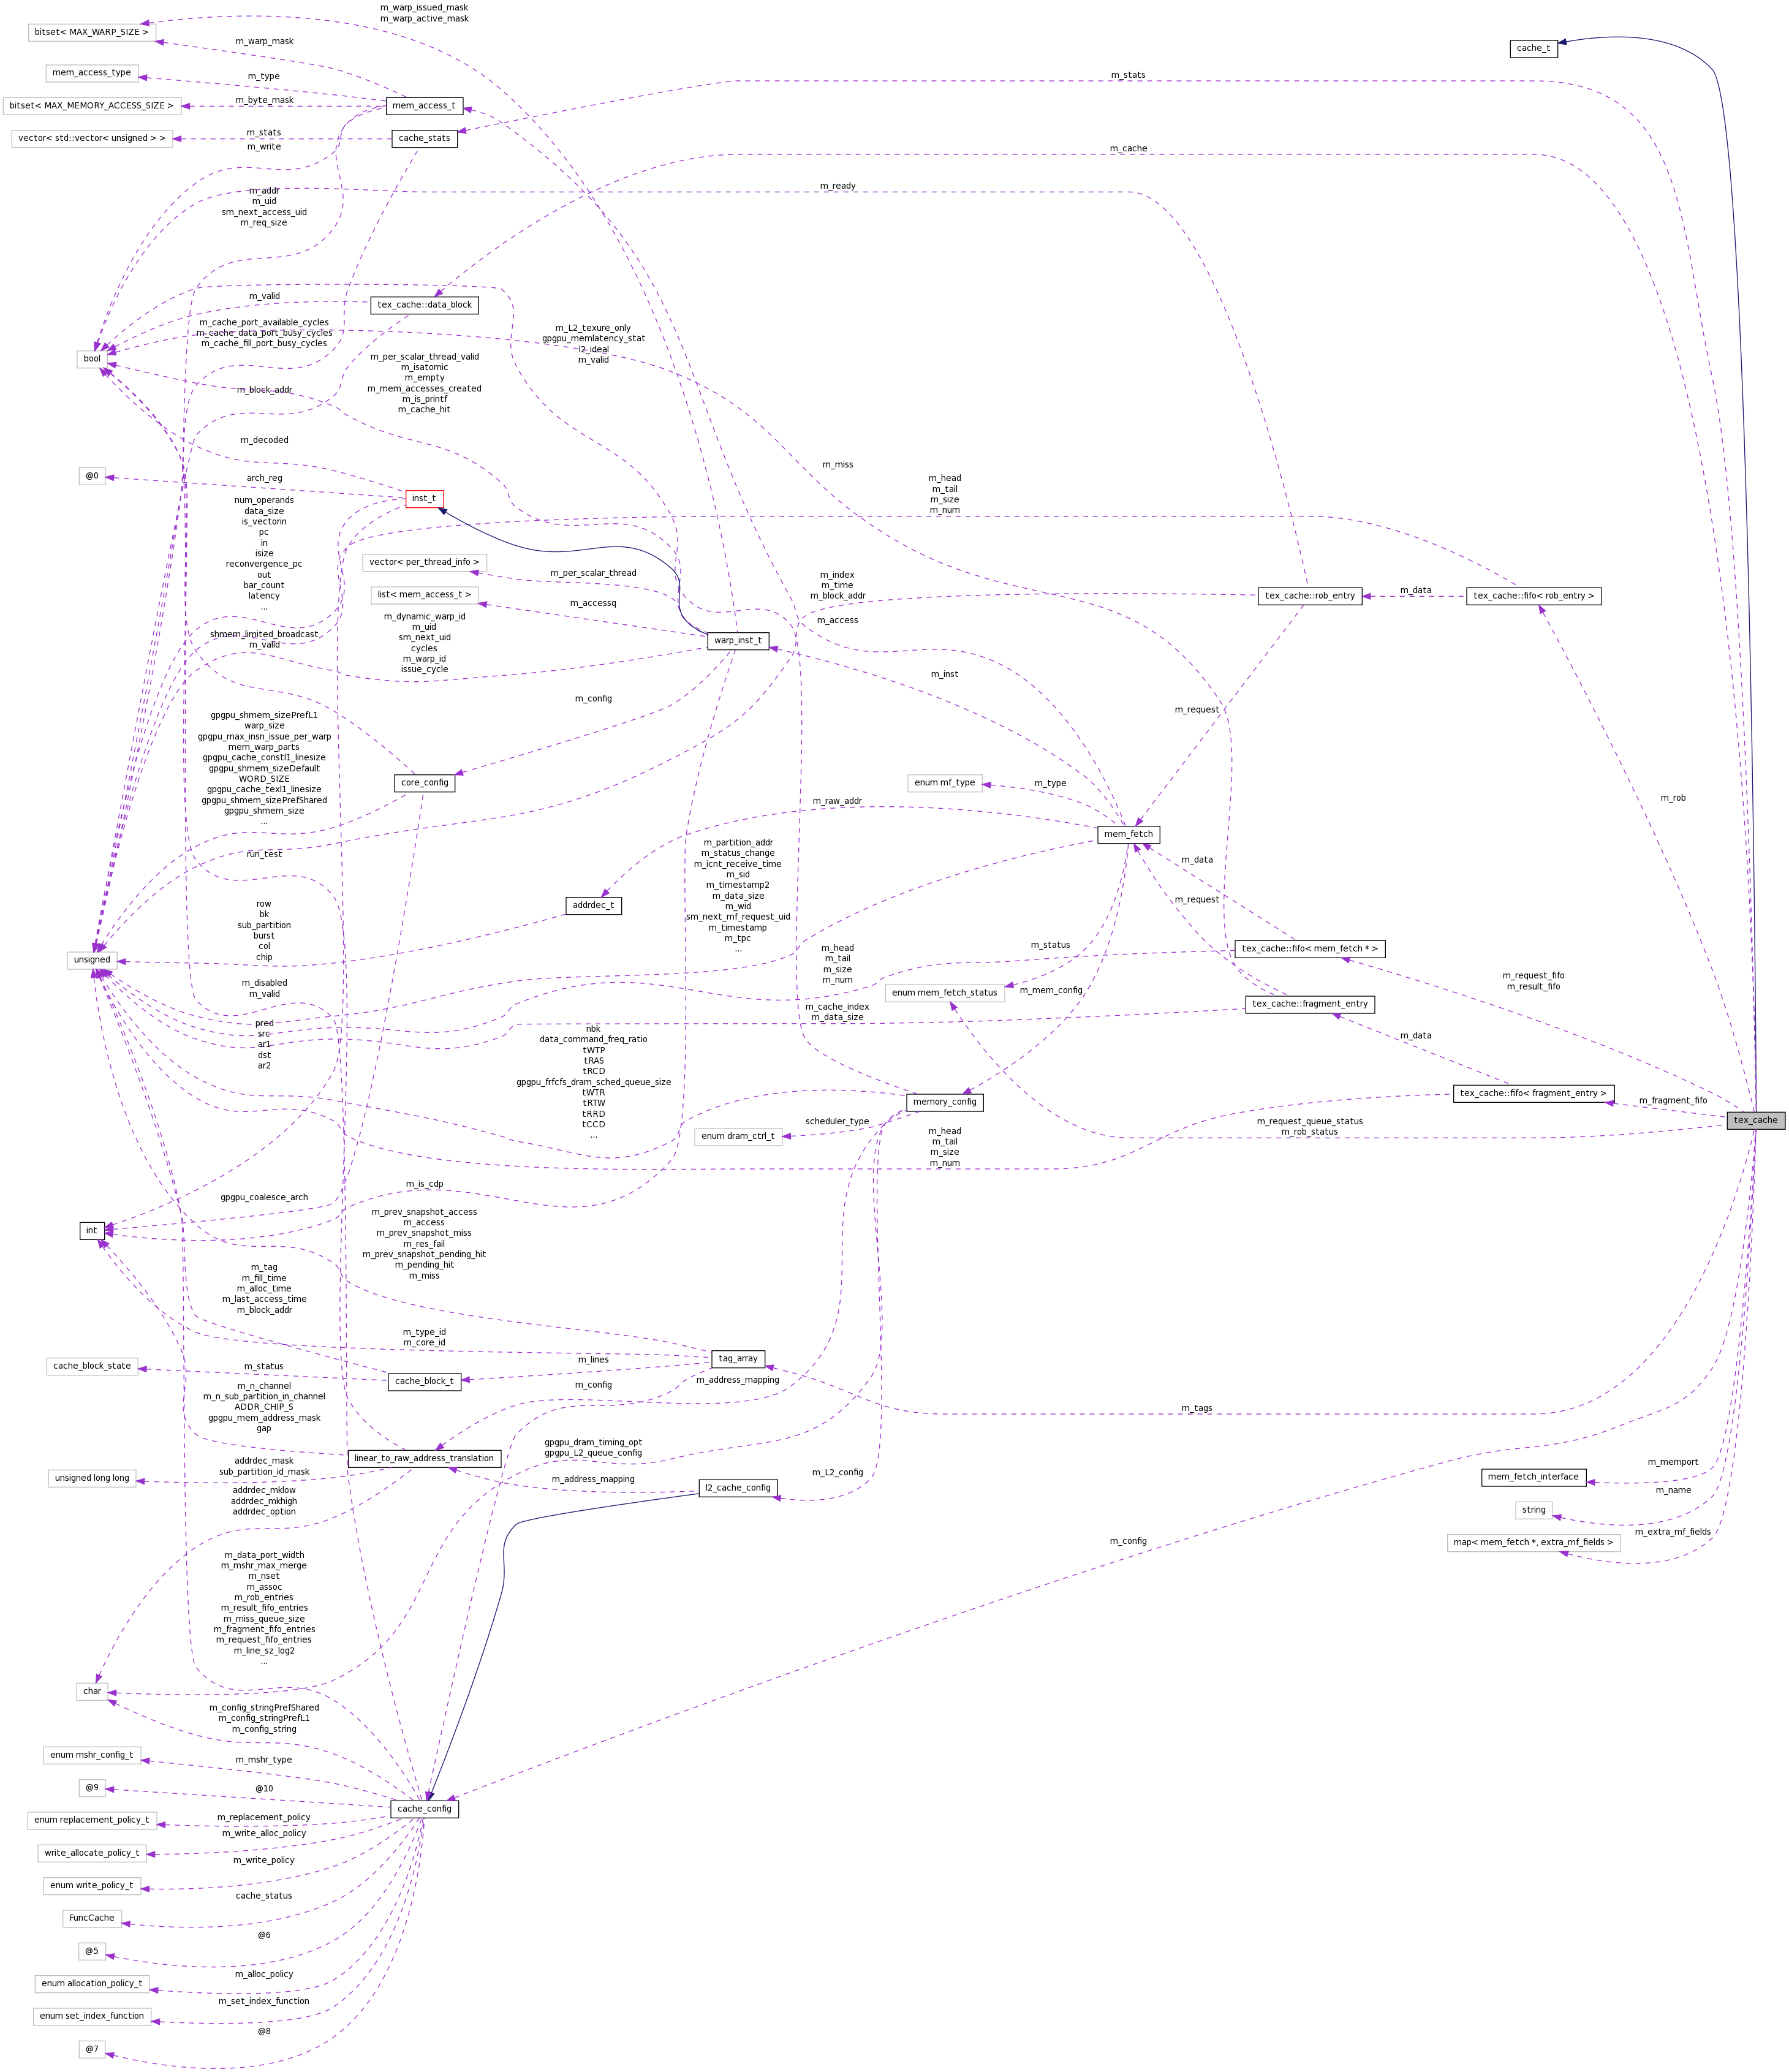 m_warp_issued_mask
m_warp_active_mask
bitset< MAX_WARP_SIZE >
m_warp_mask
cache_t
mem_access_type
m_type
m_stats
bitset< MAX_MEMORY_ACCESS_SIZE >
m_byte_mask
mem_access_t
vector< std::vector< unsigned > >
m_stats
cache_stats
m_write
m_cache
m_addr
m_uid
sm_next_access_uid
m_req_size
m_ready
m_valid
tex_cache::data_block
m_cache_port_available_cycles
m_cache_data_port_busy_cycles
m_cache_fill_port_busy_cycles
m_L2_texure_only
gpgpu_memlatency_stat
l2_ideal
m_valid
bool
m_per_scalar_thread_valid
m_isatomic
m_empty
m_mem_accesses_created
m_is_printf
m_cache_hit
m_block_addr
m_decoded
m_miss
@0
arch_reg
inst_t
m_head
m_tail
m_size
m_num
num_operands
data_size
is_vectorin
pc
in
isize
reconvergence_pc
out
bar_count
latency
...
vector< per_thread_info >
m_per_scalar_thread
list< mem_access_t >
m_accessq
m_index
m_time
m_block_addr
tex_cache::rob_entry
m_data
tex_cache::fifo< rob_entry >
m_access
m_dynamic_warp_id
m_uid
sm_next_uid
cycles
m_warp_id
issue_cycle
shmem_limited_broadcast
m_valid
warp_inst_t
m_inst
m_config
m_request
gpgpu_shmem_sizePrefL1
warp_size
gpgpu_max_insn_issue_per_warp
mem_warp_parts
gpgpu_cache_constl1_linesize
gpgpu_shmem_sizeDefault
WORD_SIZE
gpgpu_cache_texl1_linesize
gpgpu_shmem_sizePrefShared
gpgpu_shmem_size
...
core_config
enum mf_type
m_type
m_rob
m_raw_addr
mem_fetch
run_test
m_partition_addr
m_status_change
m_icnt_receive_time
m_sid
m_timestamp2
m_data_size
m_wid
sm_next_mf_request_uid
m_timestamp
m_tpc
...
m_data
m_request
row
bk
sub_partition
burst
col
chip
addrdec_t
unsigned
m_status
tex_cache::fifo< mem_fetch * >
m_head
m_tail
m_size
m_num
m_request_fifo
m_result_fifo
m_disabled
m_valid
enum mem_fetch_status
m_mem_config
tex_cache::fragment_entry
m_cache_index
m_data_size
pred
src
ar1
dst
ar2
nbk
data_command_freq_ratio
tWTP
tRAS
tRCD
gpgpu_frfcfs_dram_sched_queue_size
tWTR
tRTW
tRRD
tCCD
...
m_data
memory_config
tex_cache::fifo< fragment_entry >
m_fragment_fifo
scheduler_type
enum dram_ctrl_t
m_request_queue_status
m_rob_status
tex_cache
m_head
m_tail
m_size
m_num
m_is_cdp
gpgpu_coalesce_arch
int
m_prev_snapshot_access
m_access
m_prev_snapshot_miss
m_res_fail
m_prev_snapshot_pending_hit
m_pending_hit
m_miss
m_tag
m_fill_time
m_alloc_time
m_last_access_time
m_block_addr
m_type_id
m_core_id
tag_array
m_lines
cache_block_state
m_status
cache_block_t
m_config
m_address_mapping
m_tags
m_n_channel
m_n_sub_partition_in_channel
ADDR_CHIP_S
gpgpu_mem_address_mask
gap
linear_to_raw_address_translation
gpgpu_dram_timing_opt
gpgpu_L2_queue_config
addrdec_mask
sub_partition_id_mask
unsigned long long
m_address_mapping
l2_cache_config
m_L2_config
m_memport
mem_fetch_interface
m_name
string
addrdec_mklow
addrdec_mkhigh
addrdec_option
m_extra_mf_fields
map< mem_fetch *, extra_mf_fields >
m_config
m_data_port_width
m_mshr_max_merge
m_nset
m_assoc
m_rob_entries
m_result_fifo_entries
m_miss_queue_size
m_fragment_fifo_entries
m_request_fifo_entries
m_line_sz_log2
...
char
m_config_stringPrefShared
m_config_stringPrefL1
m_config_string
enum mshr_config_t
m_mshr_type
@9
@10
cache_config
enum replacement_policy_t
m_replacement_policy
m_write_alloc_policy
write_allocate_policy_t
m_write_policy
enum write_policy_t
cache_status
FuncCache
@6
@5
m_alloc_policy
enum allocation_policy_t
m_set_index_function
enum set_index_function
@8
@7